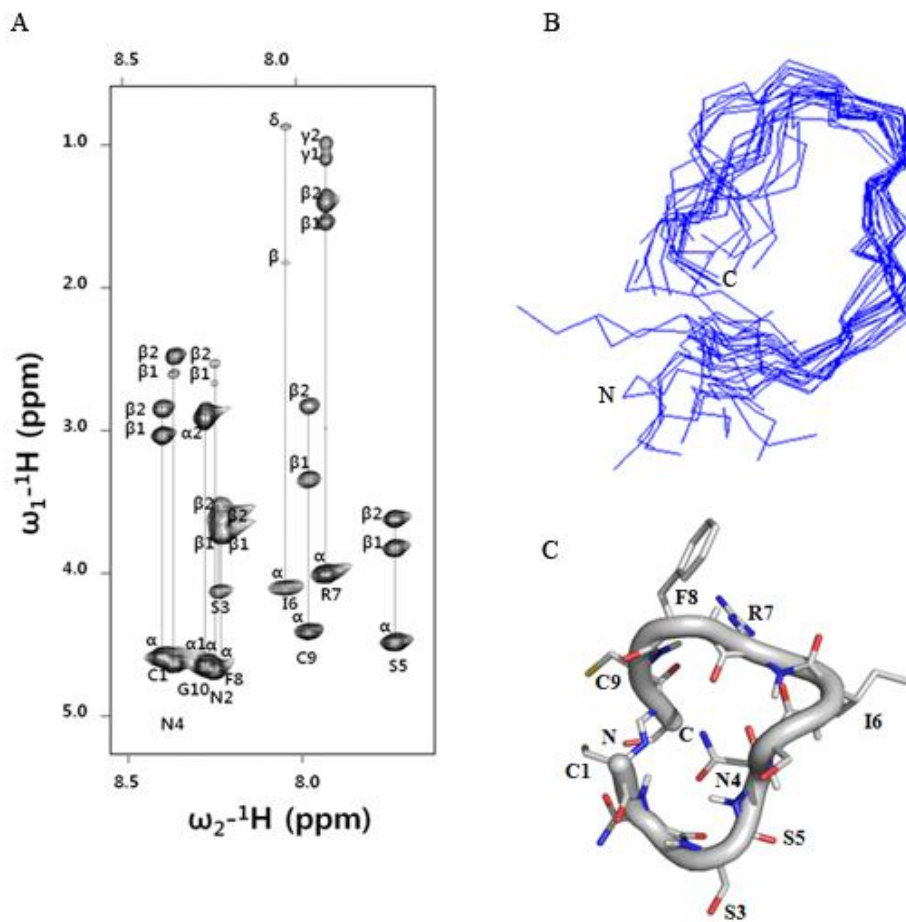 A
8.5 8.0
δ
γ2
1.0
γ1
β2
β1
β
2.0
β2 β2
β1 β1
β2 β2
3.0
β1 α2
β1
β2 β2 β2
β1 β1 β1
4.0
α α
S3 I6 R7
α α
α α1 α α
C1 F8 C9 S5
G10 N2
N4
5.0
8.5 8.0
ω1-1H (ppm)
ω2-1H (ppm)
B
C
N
C
F8
R7
C9
I6
N C
C1 N4
S5
S3